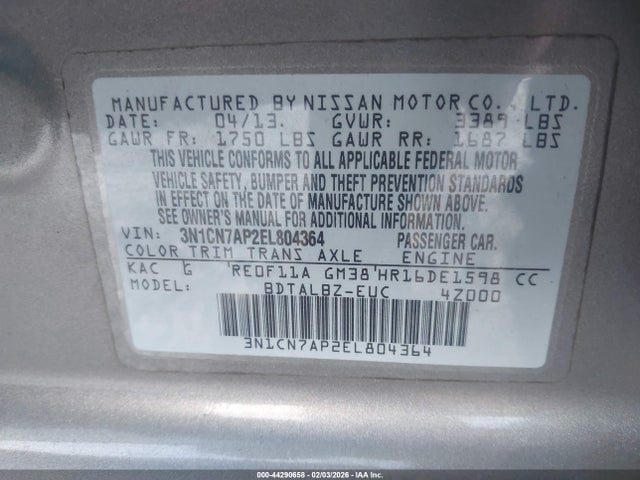 MANUFACTURED BY NISSAN MOTOR CO., LTD.
DATE: 04/13. GVWR: 3389 LBS
GAWR FR: 1750 LBS GAWR RR: 1687 LBS
THIS VEHICLE CONFORMS TO ALL APPLICABLE FEDERAL MOTOR
VEHICLE SAFETY, BUMPER AND THEFT PREVENTION STANDARDS
IN EFFECT ON THE DATE OF MANUFACTURE SHOWN ABOVE.
SEE OWNER'S MANUAL FOR ADDITIONAL INFORMATION.
VIN: 3N1CN7AP2EL804364 PASSENGER CAR.
COLOR TRIM TRANS AXLE ENGINE
KAC G RE0F11A GM38 HR16DE1598 CC
MODEL: BDTALBZ-EUC 4Z000
3N1CN7AP2EL804364
000-44290658 - 02/03/2026 - IAA Inc.